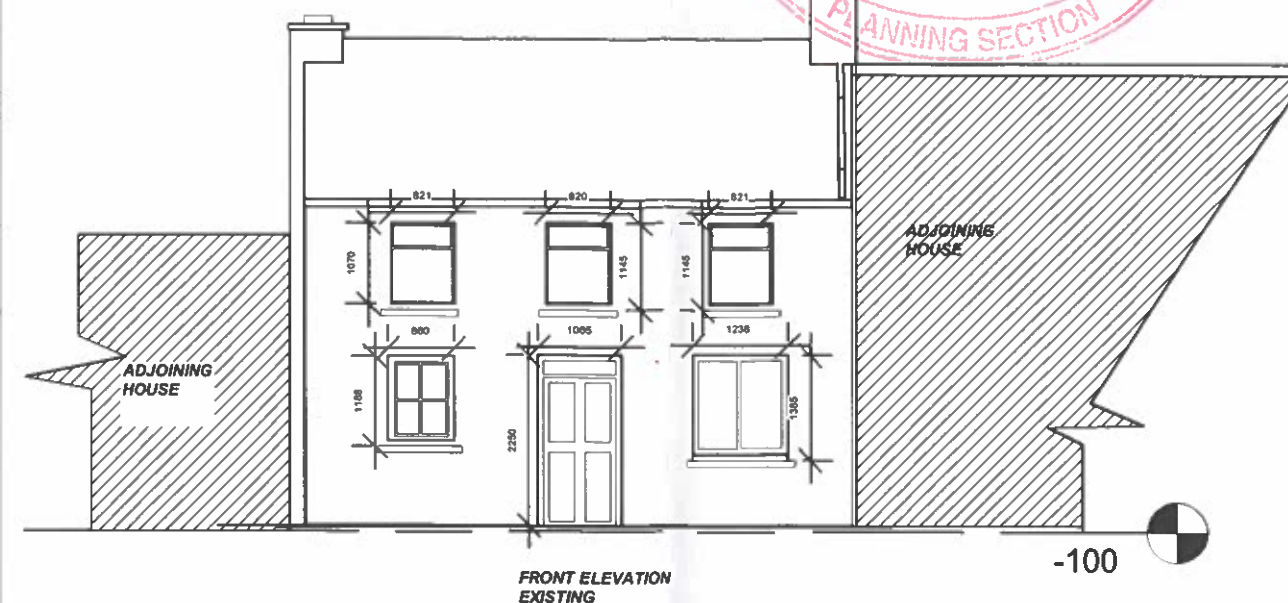 PLANNING SECTION
821
820
821
ADJOINING
HOUSE
1070
1145
1145
860
1085
1236
ADJOINING
HOUSE
1188
2250
1385
-100
FRONT ELEVATION
EXISTING